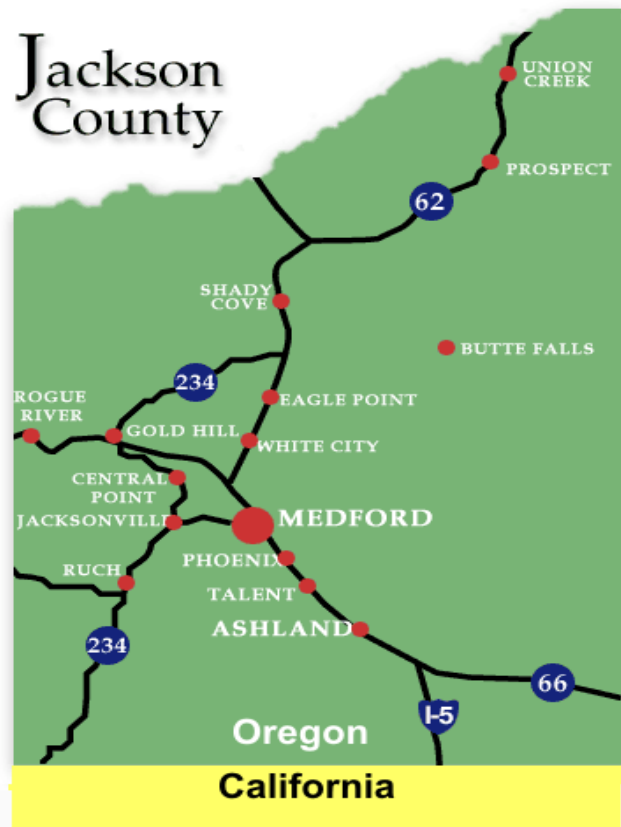 Jackson
County
UNION
CREEK
PROSPECT
62
SHADY
COVE
BUTTE FALLS
234
EAGLE POINT
ROGUE
RIVER
GOLD HILL
WHITE CITY
CENTRAL
POINT
JACKSONVILLE
MEDFORD
PHOENIX
RUCH
TALENT
ASHLAND
234
66
I-5
Oregon
California